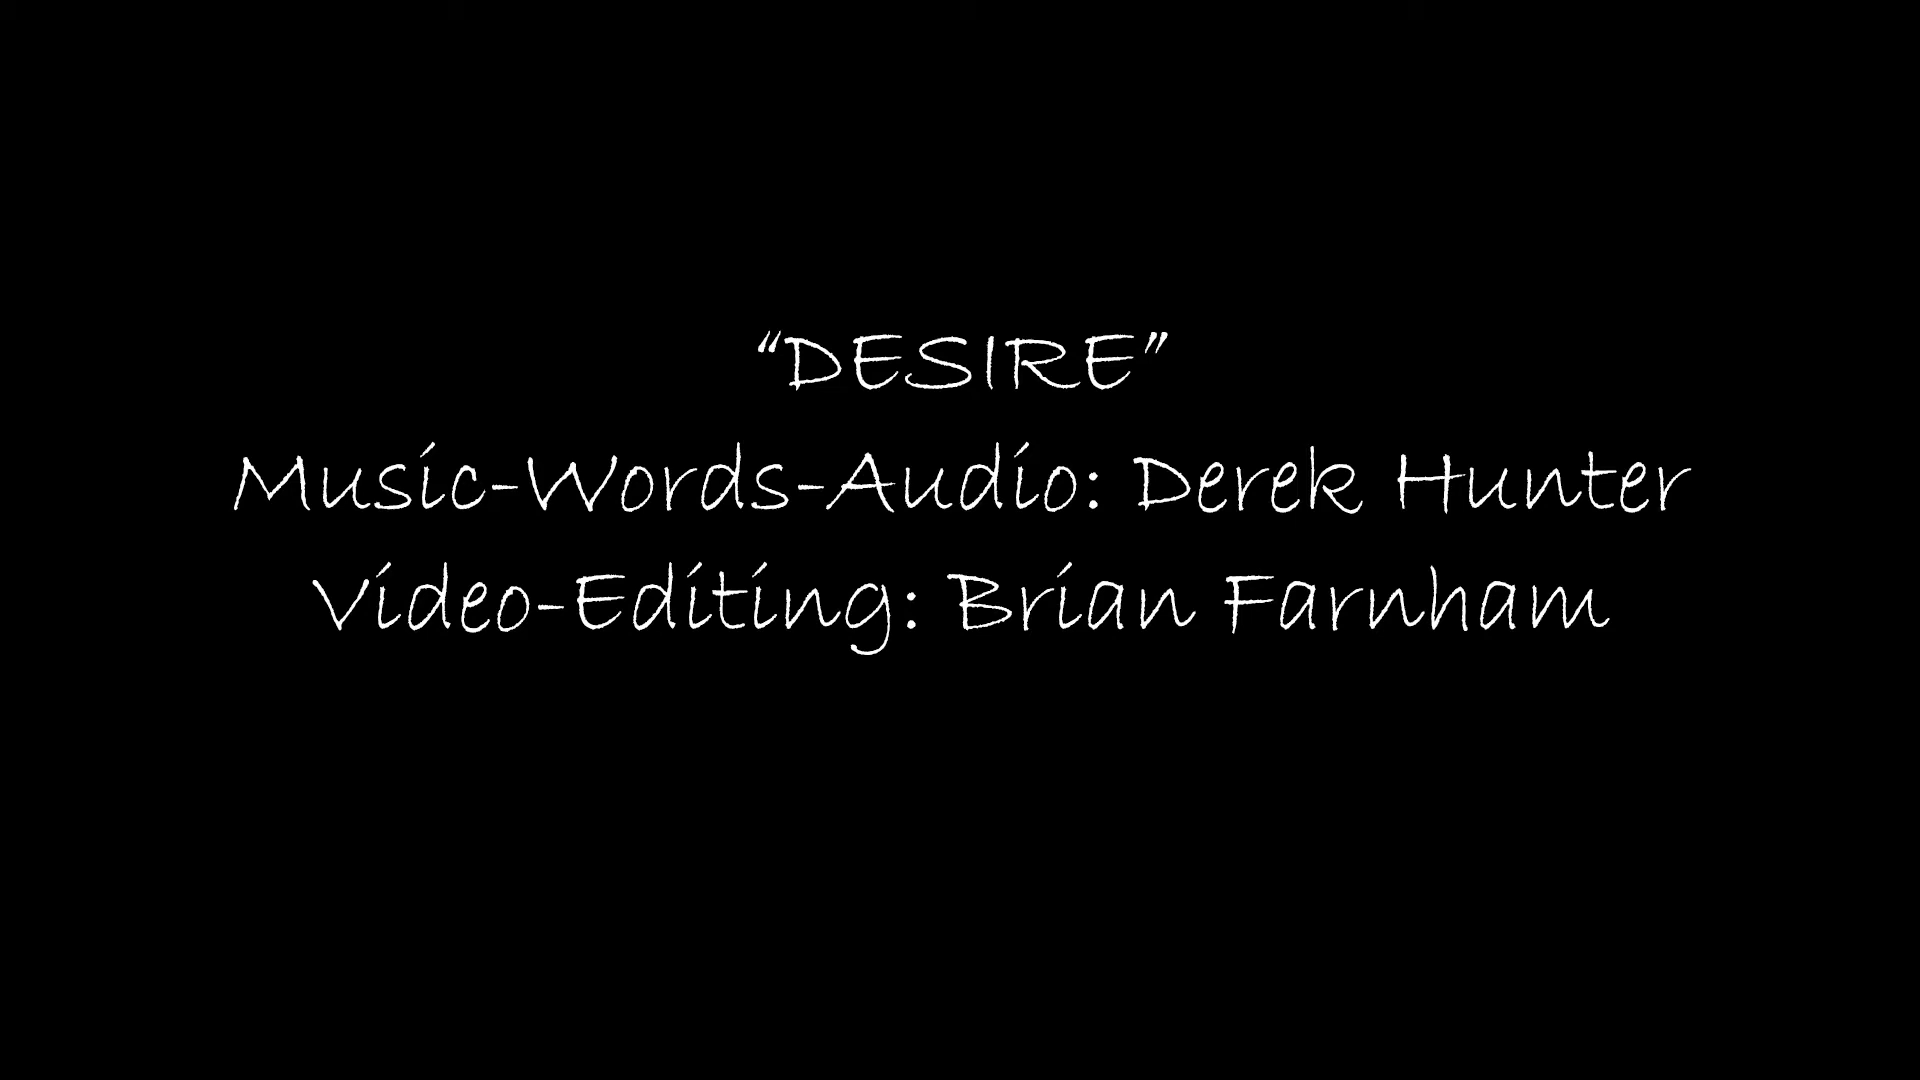 “DESIRE”
Music-Words-Audio: Derek Hunter
Video-Editing: Brian Farnham